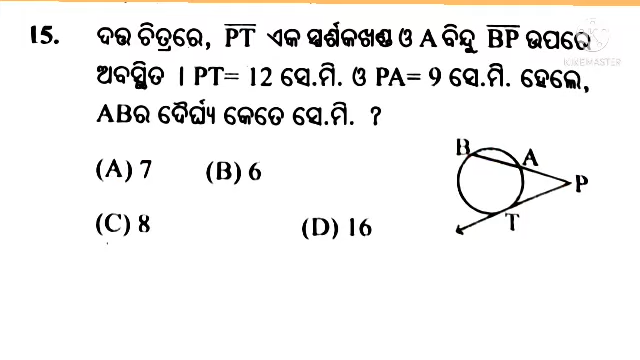 15. ଦତ୍ତ ଚିତ୍ରରେ, PT ଏକ ସ୍ପର୍ଶକଖଣ୍ଡ ଓ A ବିନ୍ଦୁ BP ଉପରେ
ଅବସ୍ଥିତ । PT= 12 ସେ.ମି. ଓ PA= 9 ସେ.ମି. ହେଲେ,
ABର ଦୈର୍ଘ୍ୟ କେତେ ସେ.ମି. ?
(A) 7 (B) 6
(C) 8 (D) 16
B A
P
T
KINEMASTER